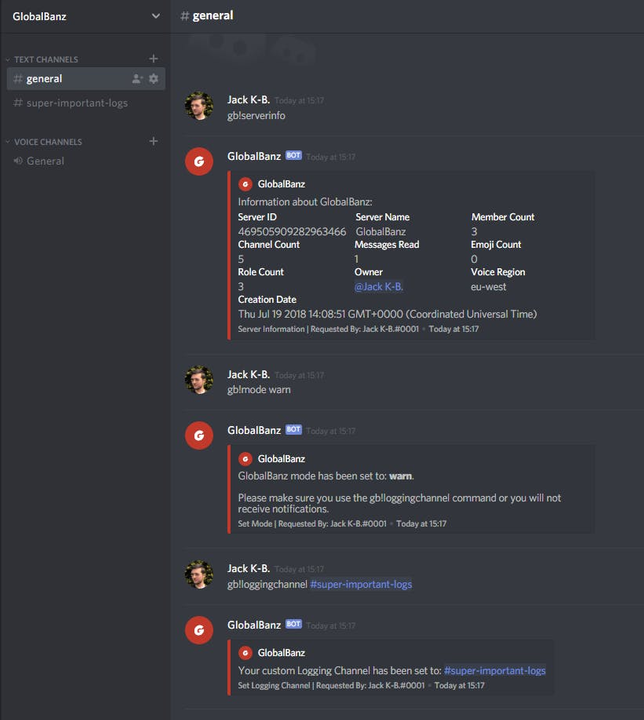 GlobalBanz
# general
TEXT CHANNELS
# general
# super-important-logs
VOICE CHANNELS
General
Jack K-B. Today at 15:17
gb!serverinfo
GlobalBanz BOT Today at 15:17
G GlobalBanz
Information about GlobalBanz:
Server ID Server Name Member Count
469505909282963466 GlobalBanz 3
Channel Count Messages Read Emoji Count
5 1 0
Role Count Owner Voice Region
3 @Jack K-B. eu-west
Creation Date
Thu Jul 19 2018 14:08:51 GMT+0000 (Coordinated Universal Time)
Server Information | Requested By: Jack K-B.#0001 • Today at 15:17
Jack K-B. Today at 15:17
gb!mode warn
GlobalBanz BOT Today at 15:17
G GlobalBanz
GlobalBanz mode has been set to: warn.
Please make sure you use the gb!loggingchannel command or you will not
receive notifications.
Set Mode | Requested By: Jack K-B.#0001 • Today at 15:17
Jack K-B. Today at 15:17
gb!loggingchannel #super-important-logs
GlobalBanz BOT Today at 15:17
G GlobalBanz
Your custom Logging Channel has been set to: #super-important-logs
Set Logging Channel | Requested By: Jack K-B.#0001 • Today at 15:17